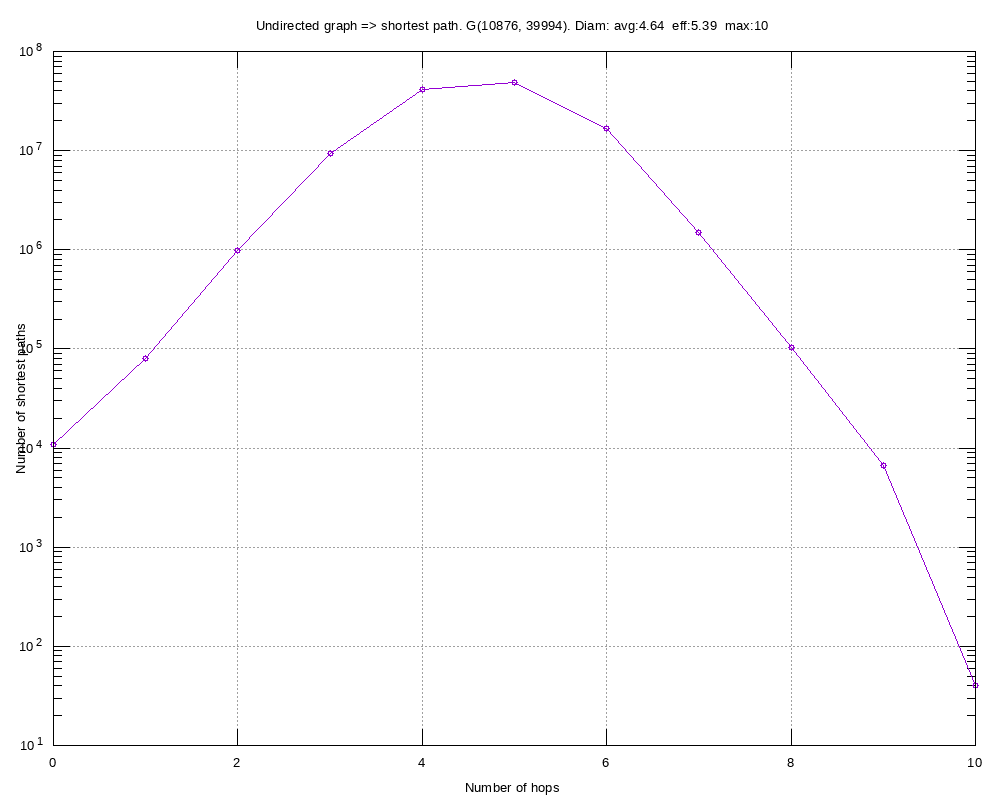 Undirected graph => shortest path. G(10876, 39994). Diam: avg:4.64  eff:5.39  max:10
10^8
10^7
10^6
10^5
10^4
10^3
10^2
10^1
Number of shortest paths
0 2 4 6 8 10
Number of hops